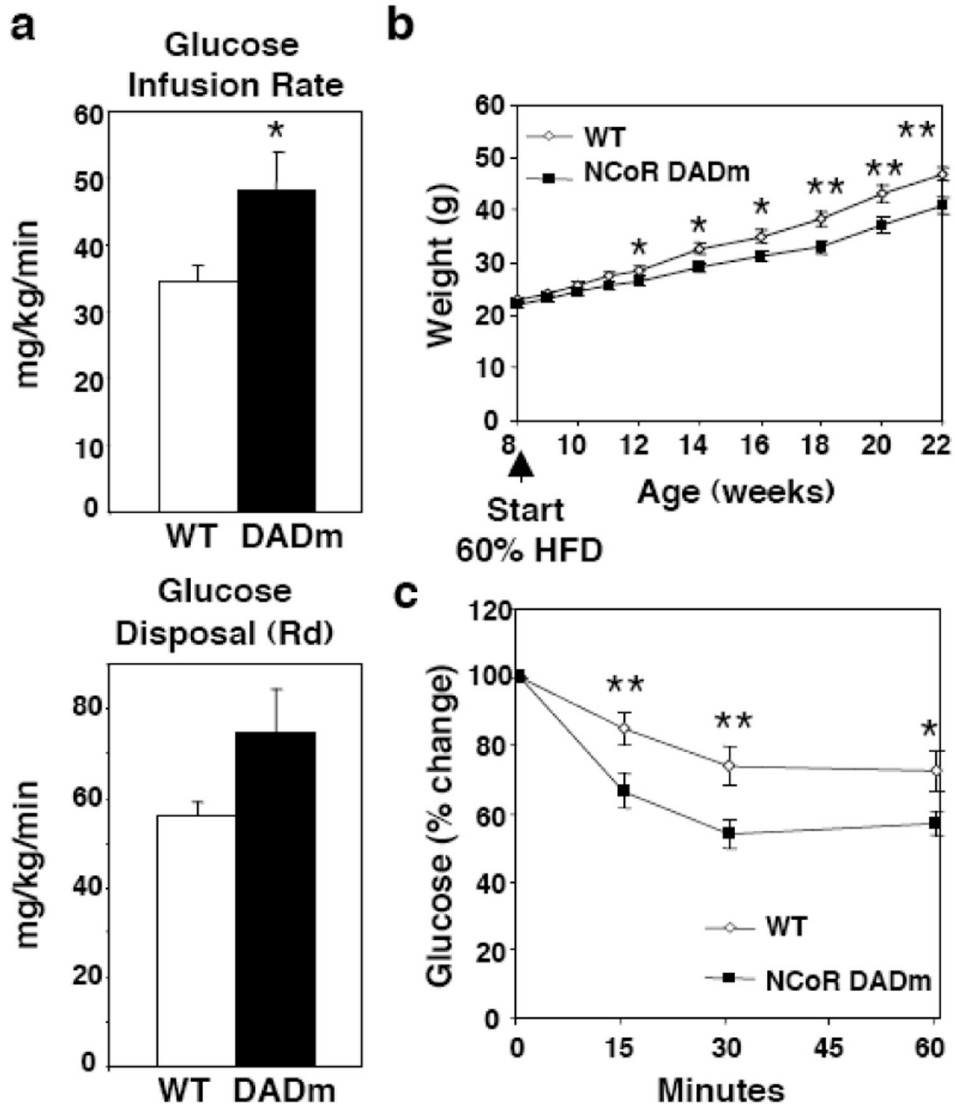 a
Glucose
Infusion Rate
60
50
40
30
20
10
0
mg/kg/min
*
WT DADm
Glucose
Disposal (Rd)
80
60
40
20
0
mg/kg/min
WT DADm
b
60
50
40
30
20
10
0
Weight (g)
WT
NCoR DADm
*
*
*
**
**
**
8 10 12 14 16 18 20 22
Age (weeks)
Start
60% HFD
c
120
100
80
60
40
20
0
Glucose (% change)
**
**
*
WT
NCoR DADm
0 15 30 45 60
Minutes